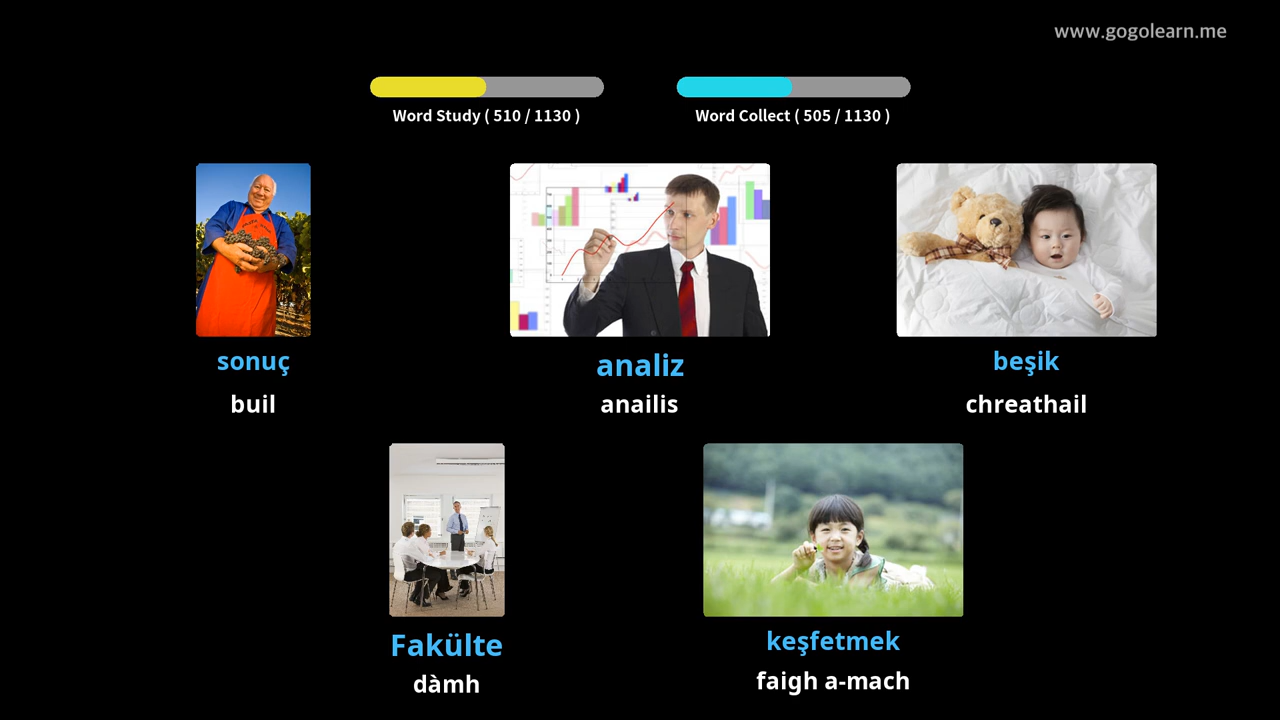 www.gogolearn.me
Word Study ( 510 / 1130 )
Word Collect ( 505 / 1130 )
sonuç
buil
analiz
anailis
beşik
chreathail
Fakülte
dàmh
keşfetmek
faigh a-mach